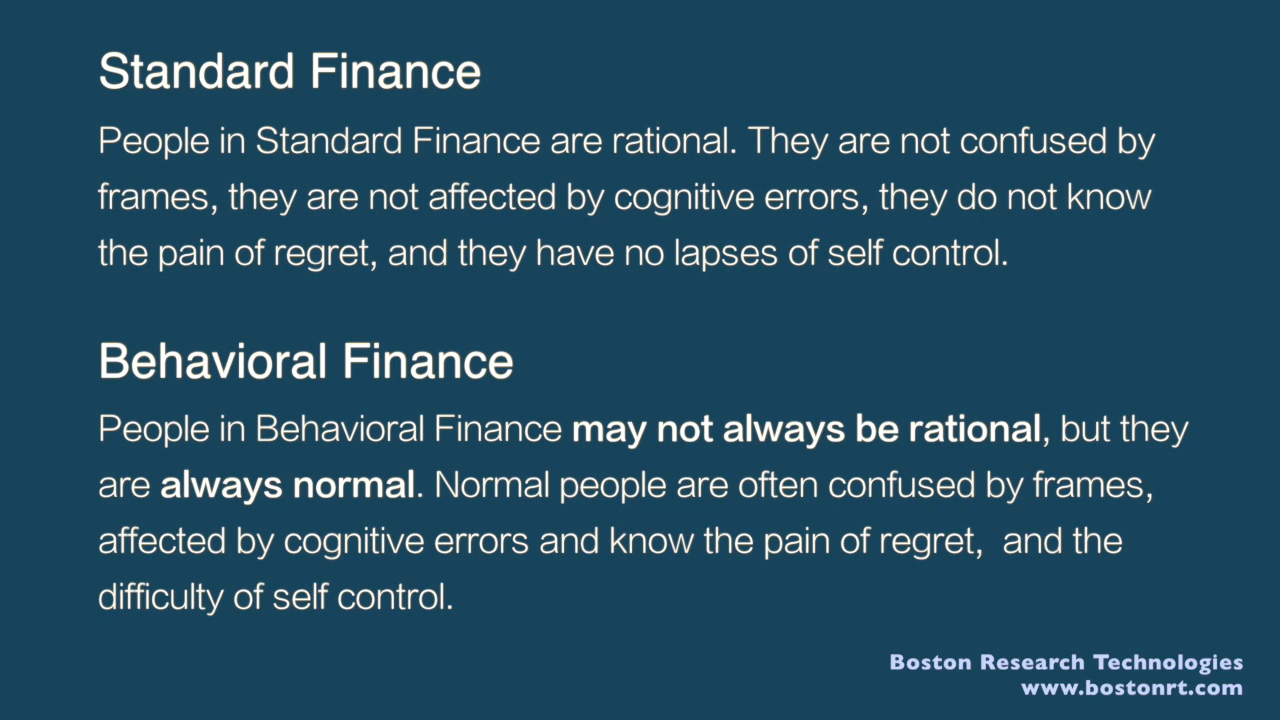 Standard Finance
People in Standard Finance are rational. They are not confused by
frames, they are not affected by cognitive errors, they do not know
the pain of regret, and they have no lapses of self control.
Behavioral Finance
People in Behavioral Finance may not always be rational, but they
are always normal. Normal people are often confused by frames,
affected by cognitive errors and know the pain of regret,  and the
difficulty of self control.
Boston Research Technologies
www.bostonrt.com